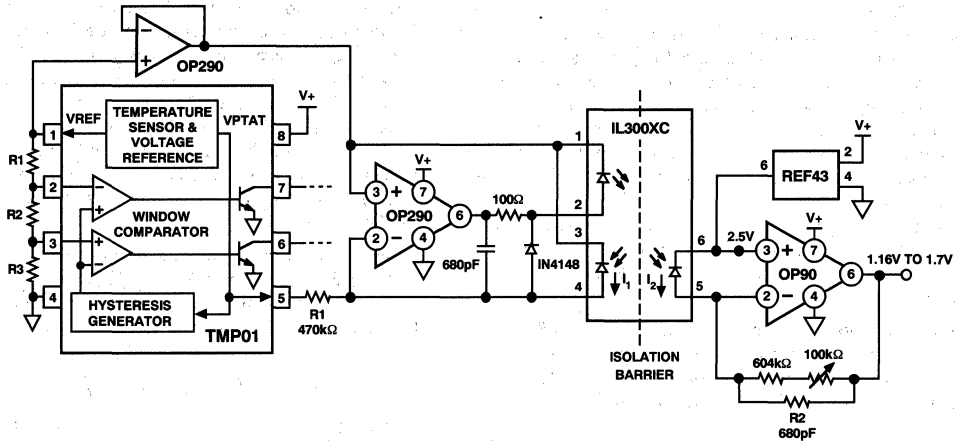 −
+
OP290
V+
TEMPERATURE
SENSOR &
VOLTAGE
REFERENCE
VREF
VPTAT
1
8
R1
2
−
+
7
R2
WINDOW
COMPARATOR
3
+
−
6
R3
4
HYSTERESIS
GENERATOR
TMP01
5
R1
470kΩ
V+
3
+
7
OP290
6
2
−
4
100Ω
680pF
IN4148
IL300XC
1
2
3
4
I1
I2
6
5
ISOLATION
BARRIER
V+
6
REF43
2
4
2.5V
V+
3
+
7
OP90
6
2
−
4
1.16V TO 1.7V
604kΩ
100kΩ
R2
680pF